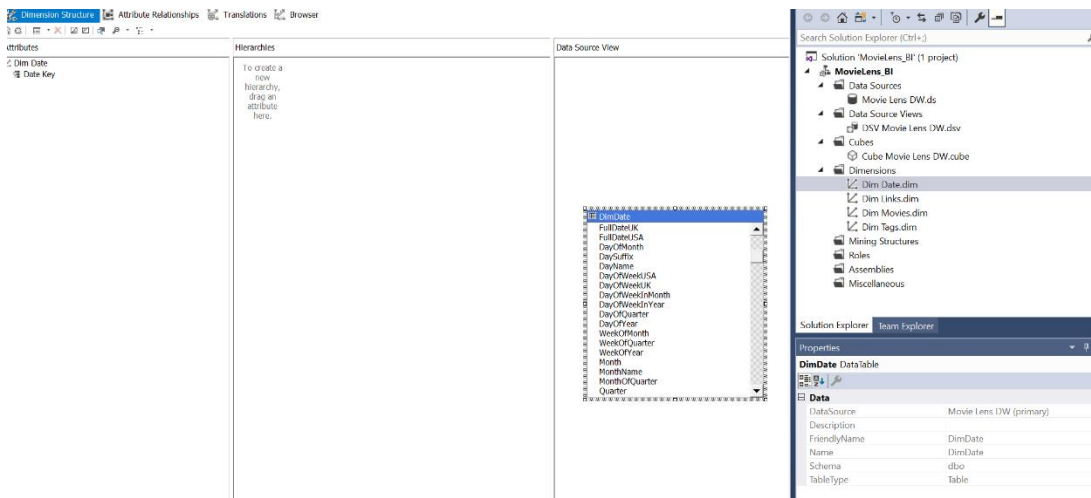 Dimension Structure Attribute Relationships Translations Browser
Attributes
Hierarchies
Data Source View
Dim Date
Date Key
To create a
new
hierarchy,
drag an
attribute
here.
DimDate
FullDateUK
FullDateUSA
DayOfMonth
DaySuffix
DayName
DayOfWeekUSA
DayOfWeekUK
DayOfWeekInMonth
DayOfWeekInYear
DayOfQuarter
DayOfYear
WeekOfMonth
WeekOfQuarter
WeekOfYear
Month
MonthName
MonthOfQuarter
Quarter
Search Solution Explorer (Ctrl+;)
Solution 'MovieLens_BI' (1 project)
MovieLens_BI
Data Sources
Movie Lens DW.ds
Data Source Views
DSV Movie Lens DW.dsv
Cubes
Cube Movie Lens DW.cube
Dimensions
Dim Date.dim
Dim Links.dim
Dim Movies.dim
Dim Tags.dim
Mining Structures
Roles
Assemblies
Miscellaneous
Solution Explorer Team Explorer
Properties
DimDate DataTable
Data
DataSource Movie Lens DW (primary)
Description
FriendlyName DimDate
Name DimDate
Schema dbo
TableType Table